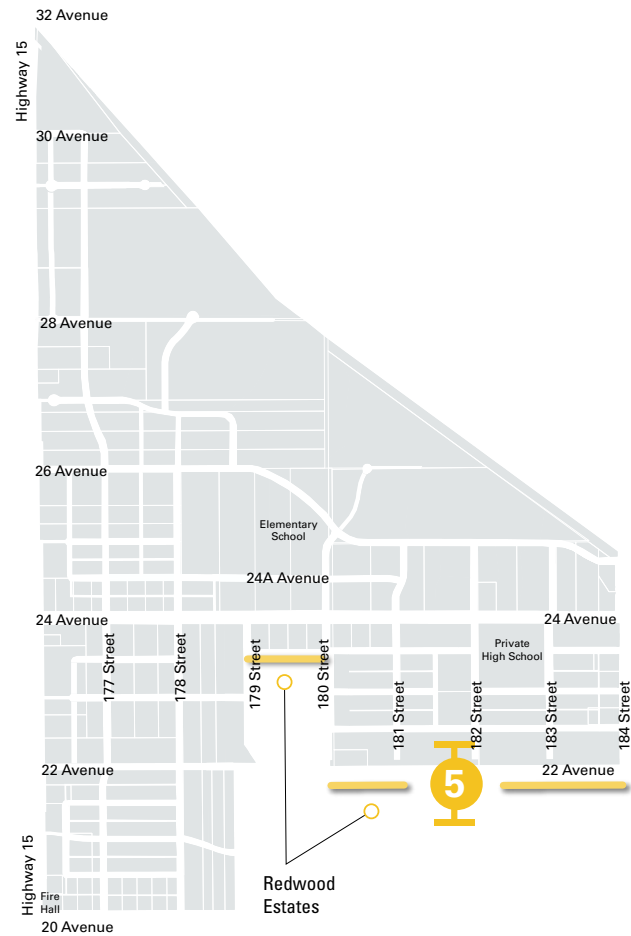 32 Avenue
Highway 15
30 Avenue
28 Avenue
26 Avenue
Elementary
School
24A Avenue
24 Avenue
24 Avenue
177 Street
178 Street
179 Street
180 Street
Private
High School
181 Street
182 Street
183 Street
184 Street
22 Avenue
22 Avenue
5
Highway 15
Fire
Hall
Redwood
Estates
20 Avenue